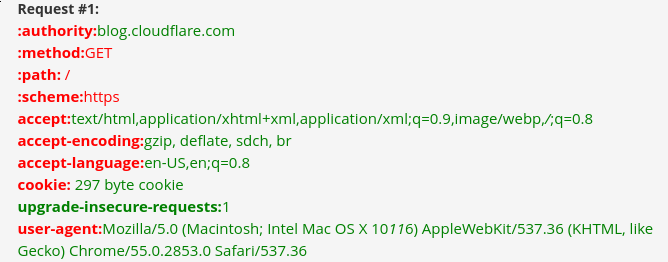 Request #1:
:authority:blog.cloudflare.com
:method:GET
:path: /
:scheme:https
accept:text/html,application/xhtml+xml,application/xml;q=0.9,image/webp,/;q=0.8
accept-encoding:gzip, deflate, sdch, br
accept-language:en-US,en;q=0.8
cookie: 297 byte cookie
upgrade-insecure-requests:1
user-agent:Mozilla/5.0 (Macintosh; Intel Mac OS X 10116) AppleWebKit/537.36 (KHTML, like
Gecko) Chrome/55.0.2853.0 Safari/537.36